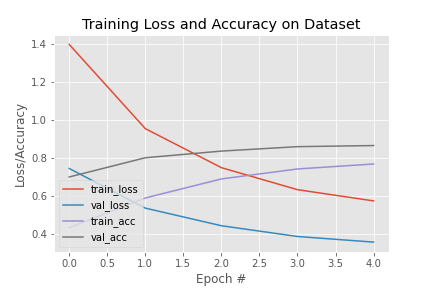 Training Loss and Accuracy on Dataset
1.4
1.2
1.0
0.8
0.6
0.4
Loss/Accuracy
train_loss
val_loss
train_acc
val_acc
0.0 0.5 1.0 1.5 2.0 2.5 3.0 3.5 4.0
Epoch #